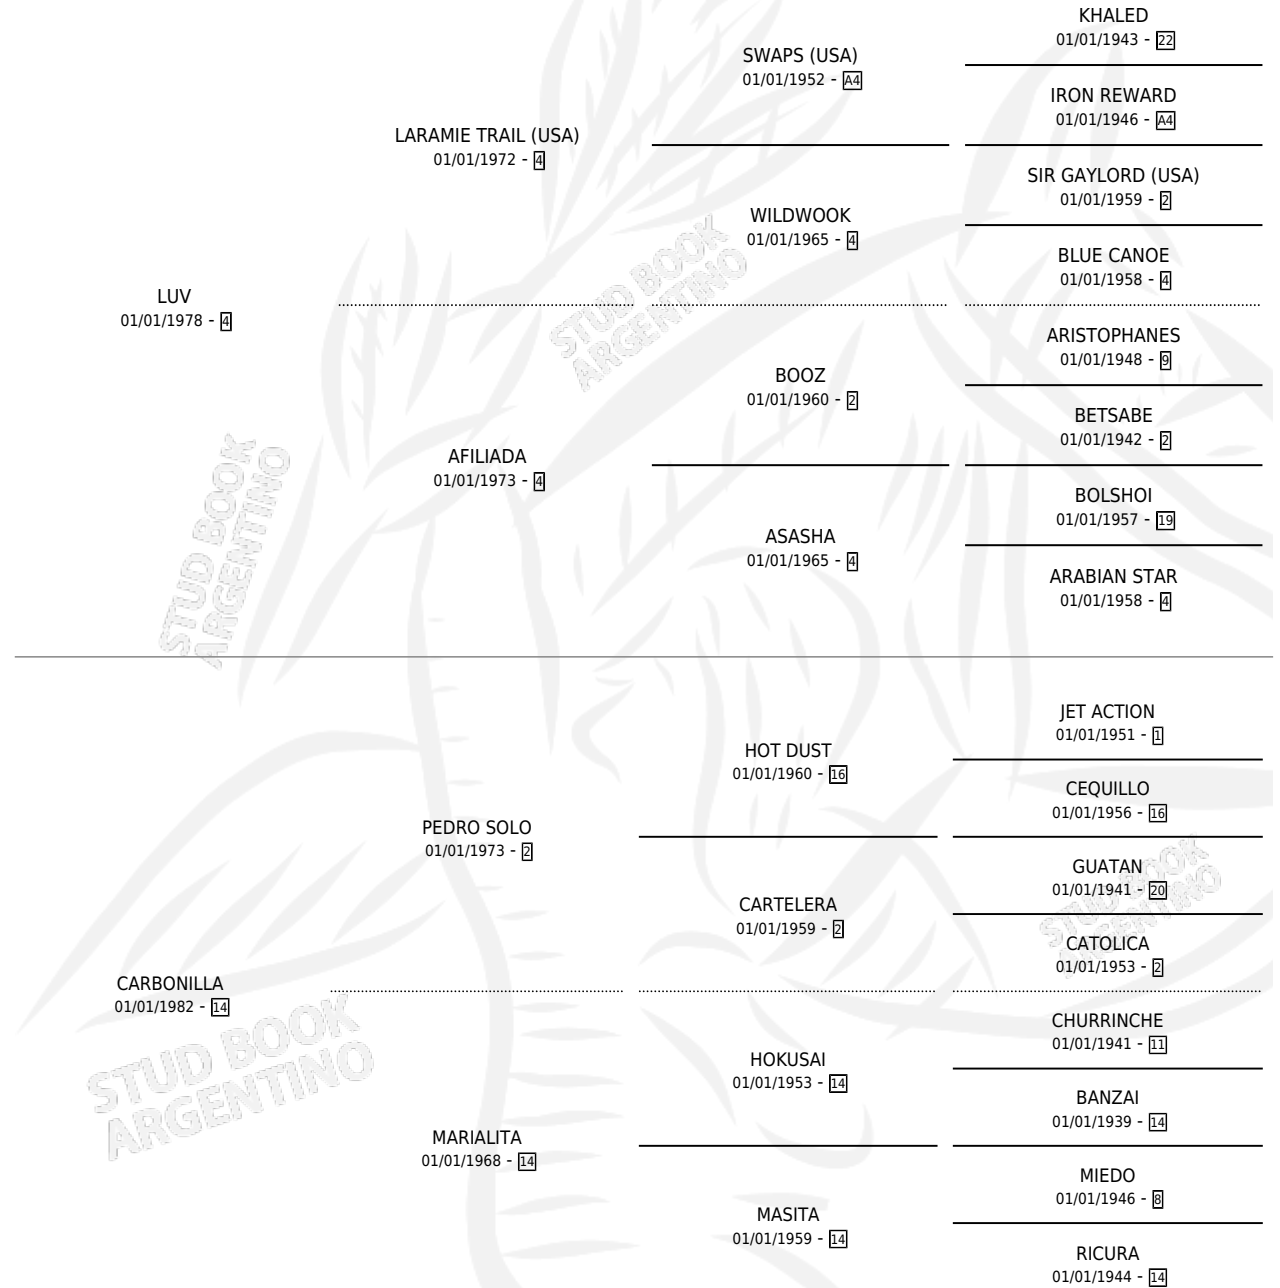 KHALED
01/01/1943 - 22
SWAPS (USA)
01/01/1952 - A4
IRON REWARD
01/01/1946 - A4
LARAMIE TRAIL (USA)
01/01/1972 - 4
SIR GAYLORD (USA)
01/01/1959 - 2
WILDWOOK
01/01/1965 - 4
BLUE CANOE
01/01/1958 - 4
LUV
01/01/1978 - 4
ARISTOPHANES
01/01/1948 - 9
BOOZ
01/01/1960 - 2
BETSABE
01/01/1942 - 2
AFILIADA
01/01/1973 - 4
BOLSHOI
01/01/1957 - 19
ASASHA
01/01/1965 - 4
ARABIAN STAR
01/01/1958 - 4
JET ACTION
01/01/1951 - 1
HOT DUST
01/01/1960 - 16
CEQUILLO
01/01/1956 - 16
PEDRO SOLO
01/01/1973 - 2
GUATAN
01/01/1941 - 20
CARTELERA
01/01/1959 - 2
CATOLICA
01/01/1953 - 2
CARBONILLA
01/01/1982 - 14
CHURRINCHE
01/01/1941 - 11
HOKUSAI
01/01/1953 - 14
BANZAI
01/01/1939 - 14
MARIALITA
01/01/1968 - 14
MIEDO
01/01/1946 - 8
MASITA
01/01/1959 - 14
RICURA
01/01/1944 - 14
STUD BOOK
ARGENTINO
STUD BOOK
ARGENTINO
STUD BOOK
ARGENTINO
STUD BOOK
ARGENTINO